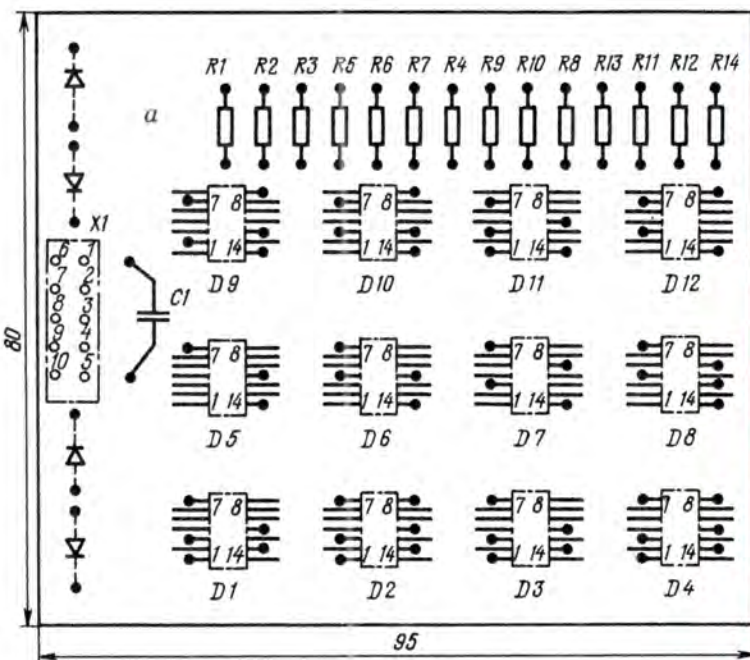 R1 R2 R3 R5 R6 R7 R4 R9 R10 R8 R13 R11 R12 R14
а
X1
6 1
7 2
8 3
9 4
10 5
C1
7 8 7 8 7 8 7 8
1 14 1 14 1 14 1 14
D9 D10 D11 D12
7 8 7 8 7 8 7 8
1 14 1 14 1 14 1 14
D5 D6 D7 D8
7 8 7 8 7 8 7 8
1 14 1 14 1 14 1 14
D1 D2 D3 D4
80
95